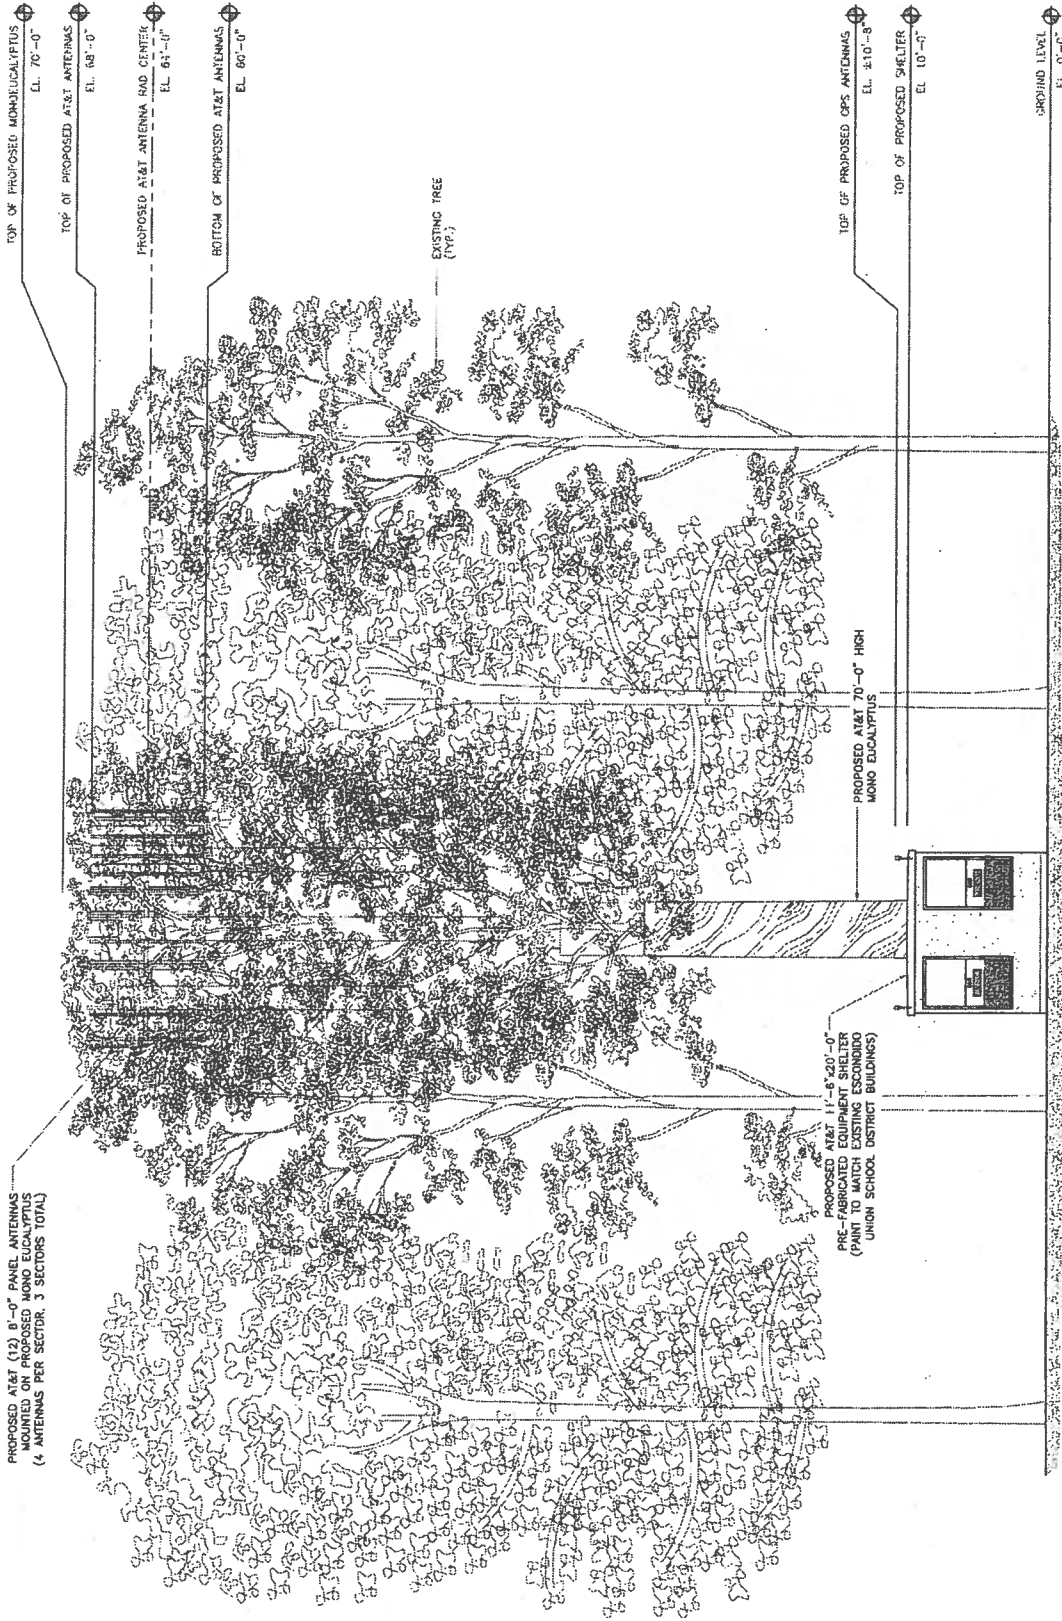 TOP OF PROPOSED MONOEUCALYPTUS
EL. 70'-0"
TOP OF PROPOSED AT&T ANTENNAS
EL. 68'-0"
PROPOSED AT&T ANTENNA RAD CENTER
EL. 64'-0"
BOTTOM OF PROPOSED AT&T ANTENNAS
EL. 60'-0"
EXISTING TREE
(TYP.)
TOP OF PROPOSED GPS ANTENNAS
EL. ±10'-8"
TOP OF PROPOSED SHELTER
EL. 10'-0"
GROUND LEVEL
EL. 0'-0"
PROPOSED AT&T 70'-0" HIGH
MONO EUCALYPTUS
PROPOSED AT&T (12) 8'-0" PANEL ANTENNAS
MOUNTED ON PROPOSED MONO EUCALYPTUS
(4 ANTENNAS PER SECTOR, 3 SECTORS TOTAL)
PROPOSED AT&T 11'-6"x20'-0"
PRE-FABRICATED EQUIPMENT SHELTER
(PAINT TO MATCH EXISTING ESCONDIDO
UNION SCHOOL DISTRICT BUILDINGS)